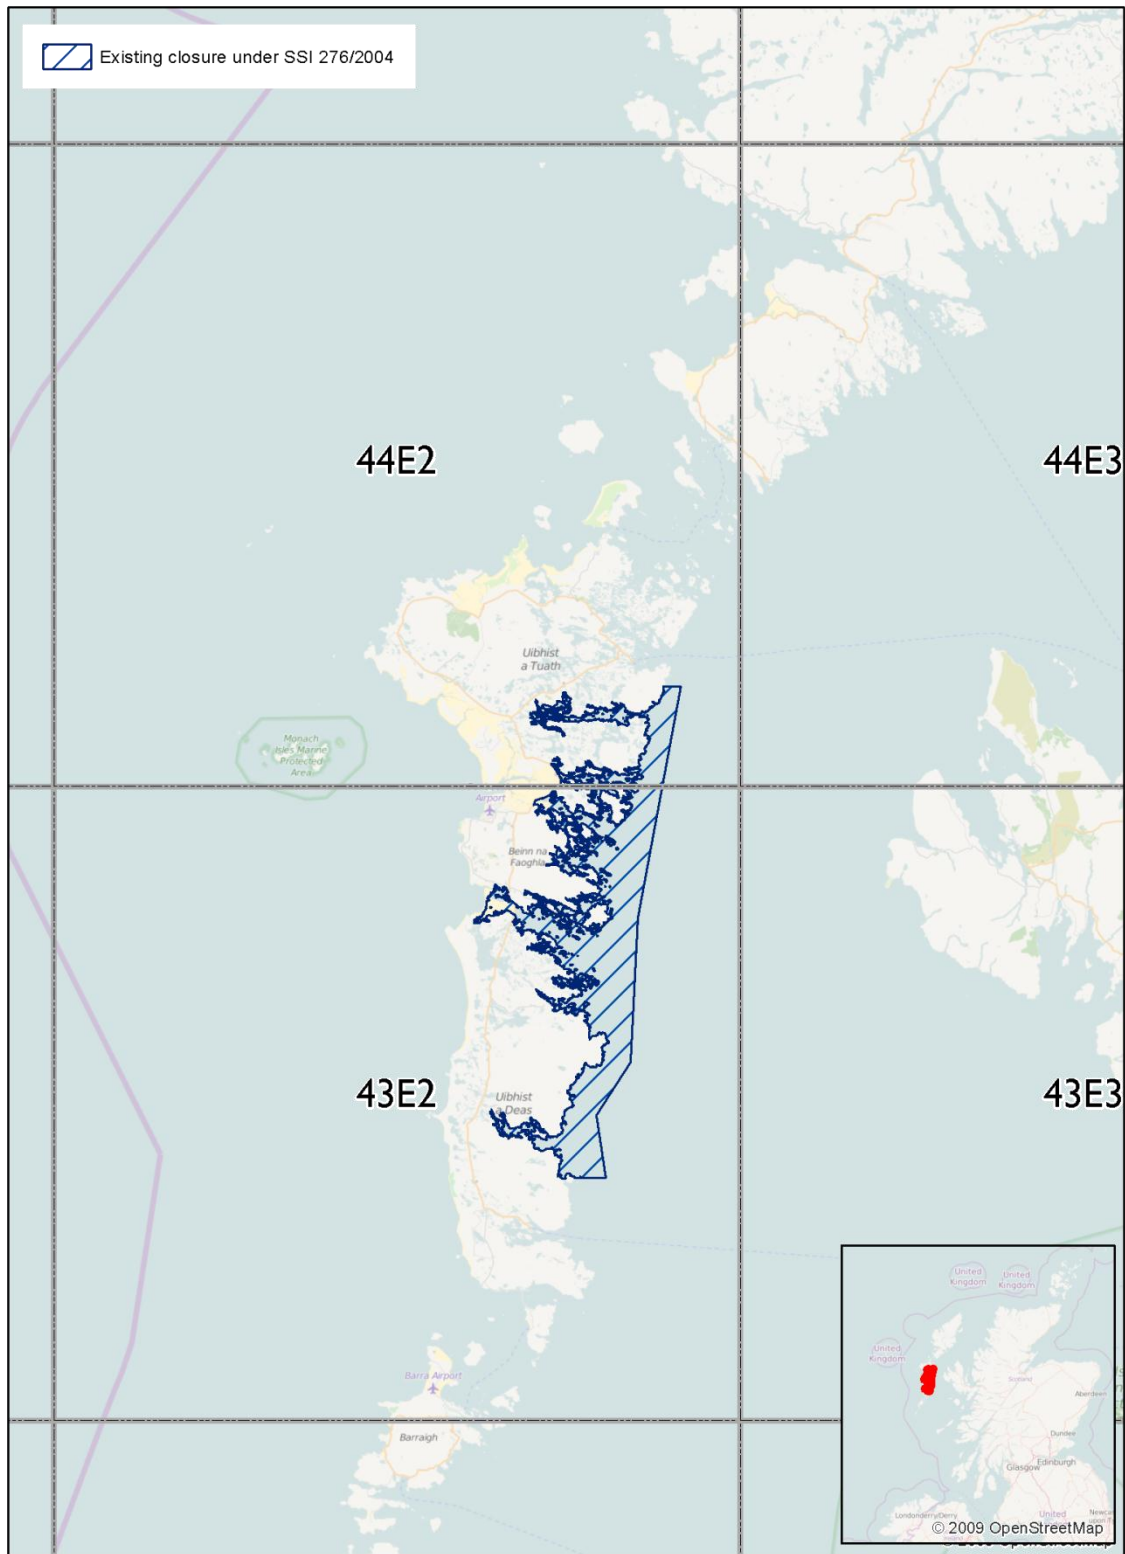 Existing closure under SSI 276/2004
44E2
44E3
Uibhist
a Tuath
Monach
Isles Marine
Protected
Area
Airport
Beinn na
Faoghla
43E2
43E3
Uibhist
a Deas
Barra Airport
Barraigh
United
Kingdom
United
Kingdom
United
Kingdom
Scotland
Aberdeen
Dundee
Edinburgh
Glasgow
Londonderry/Derry
United
© 2009 OpenStreetMap